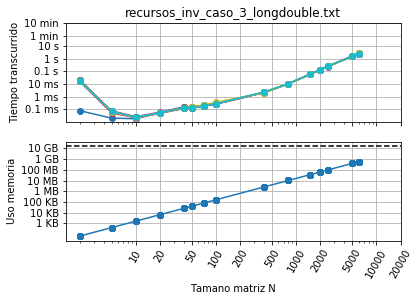 recursos_inv_caso_3_longdouble.txt
Tiempo transcurrido
10 min
1 min
10 s
1 s
0.1 s
10 ms
1 ms
0.1 ms
Uso memoria
10 GB
1 GB
100 MB
10 MB
1 MB
100 KB
10 KB
1 KB
10 20 50 100 200 500 1000 2000 5000 10000 20000
Tamano matriz N